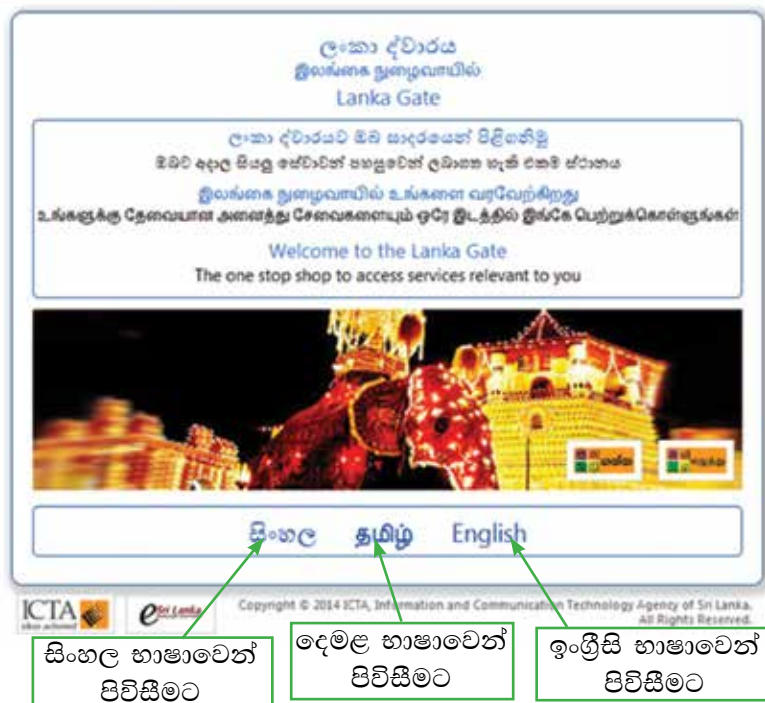 ලංකා ද්වාරය
இலங்கை நுழைவாயில்
Lanka Gate
ලංකා ද්වාරයට ඔබ සාදරයෙන් පිළිගනිමු
ඔබට අදාල සියලු සේවාවන් පහසුවෙන් ලබාගත හැකි එකම ස්ථානය
இலங்கை நுழைவாயில் உங்களை வரவேற்கிறது
உங்களுக்கு தேவையான அனைத்து சேவைகளையும் ஒரே இடத்தில் இங்கே பெற்றுக்கொள்ளுங்கள்
Welcome to the Lanka Gate
The one stop shop to access services relevant to you
සිංහල தமிழ் English
ICTA
eSri Lanka
Copyright © 2014 ICTA, Information and Communication Technology Agency of Sri Lanka.
All Rights Reserved.
සිංහල භාෂාවෙන් පිවිසීමට
දෙමළ භාෂාවෙන් පිවිසීමට
ඉංග්‍රීසි භාෂාවෙන් පිවිසීමට